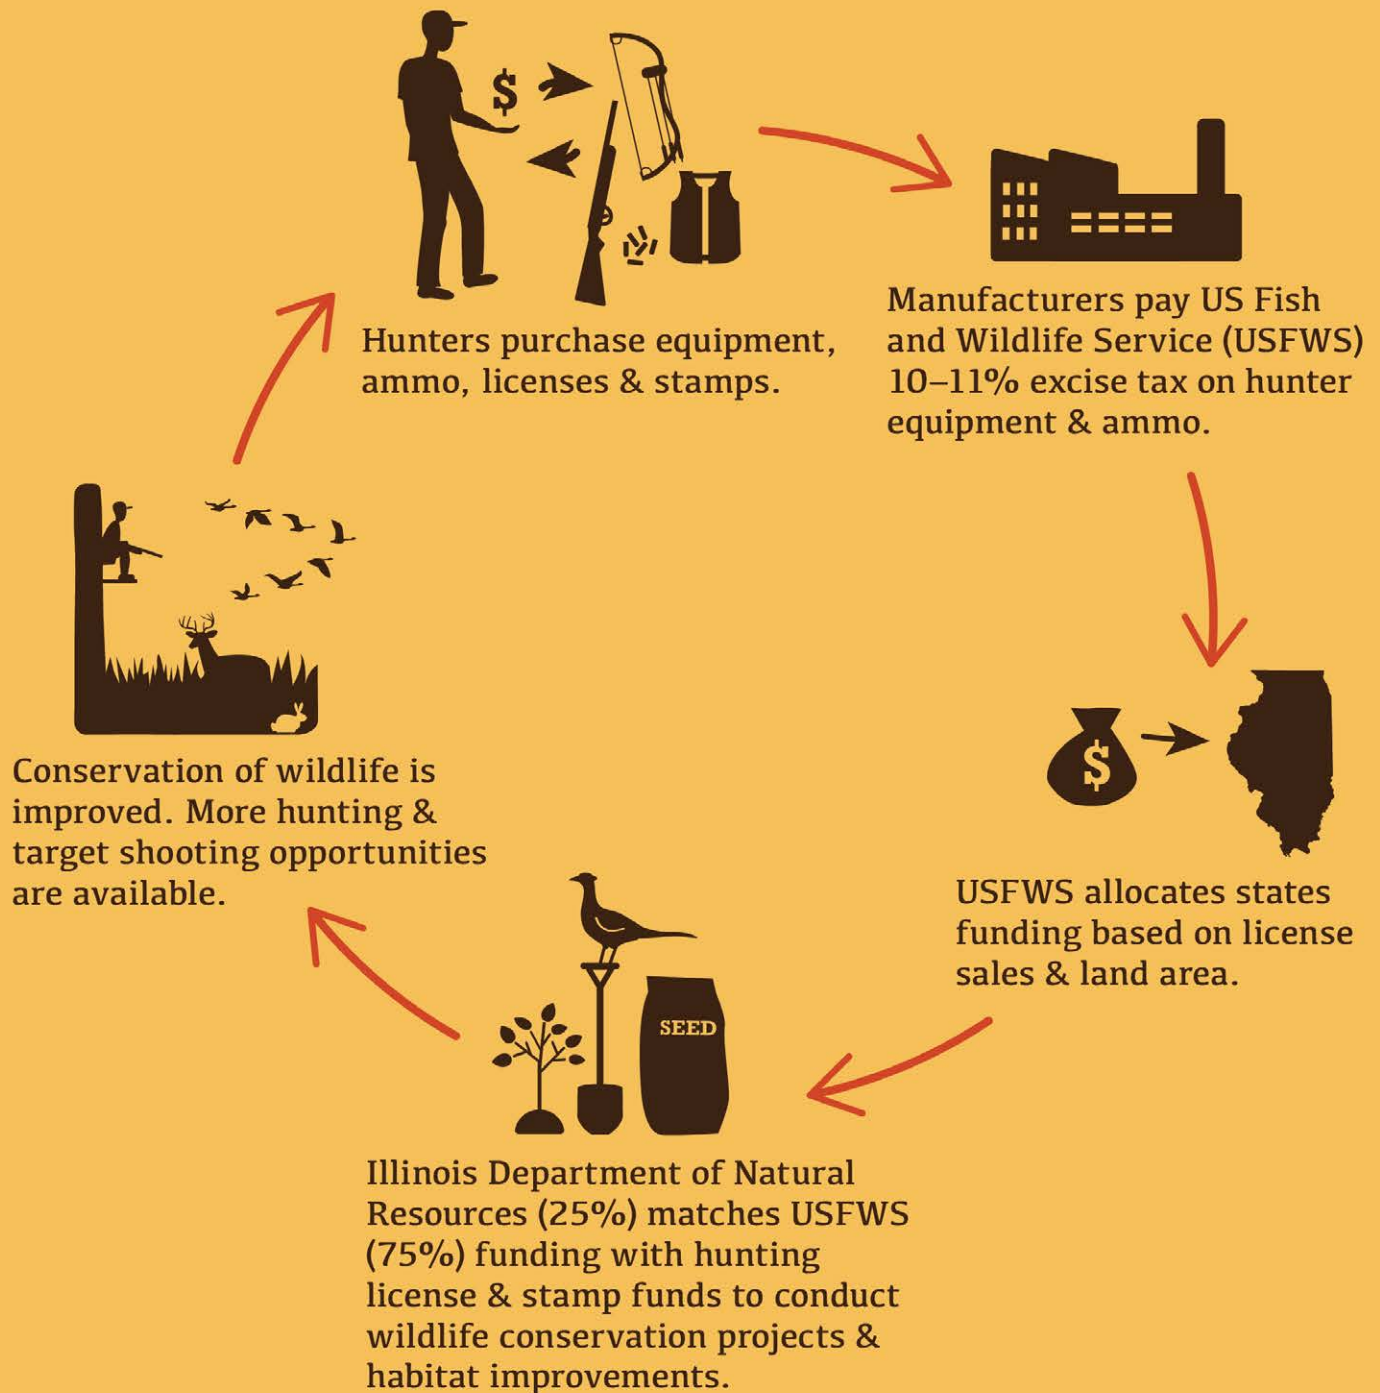 $
Hunters purchase equipment,
ammo, licenses & stamps.
Manufacturers pay US Fish
and Wildlife Service (USFWS)
10–11% excise tax on hunter
equipment & ammo.
$
USFWS allocates states
funding based on license
sales & land area.
SEED
Illinois Department of Natural
Resources (25%) matches USFWS
(75%) funding with hunting
license & stamp funds to conduct
wildlife conservation projects &
habitat improvements.
Conservation of wildlife is
improved. More hunting &
target shooting opportunities
are available.